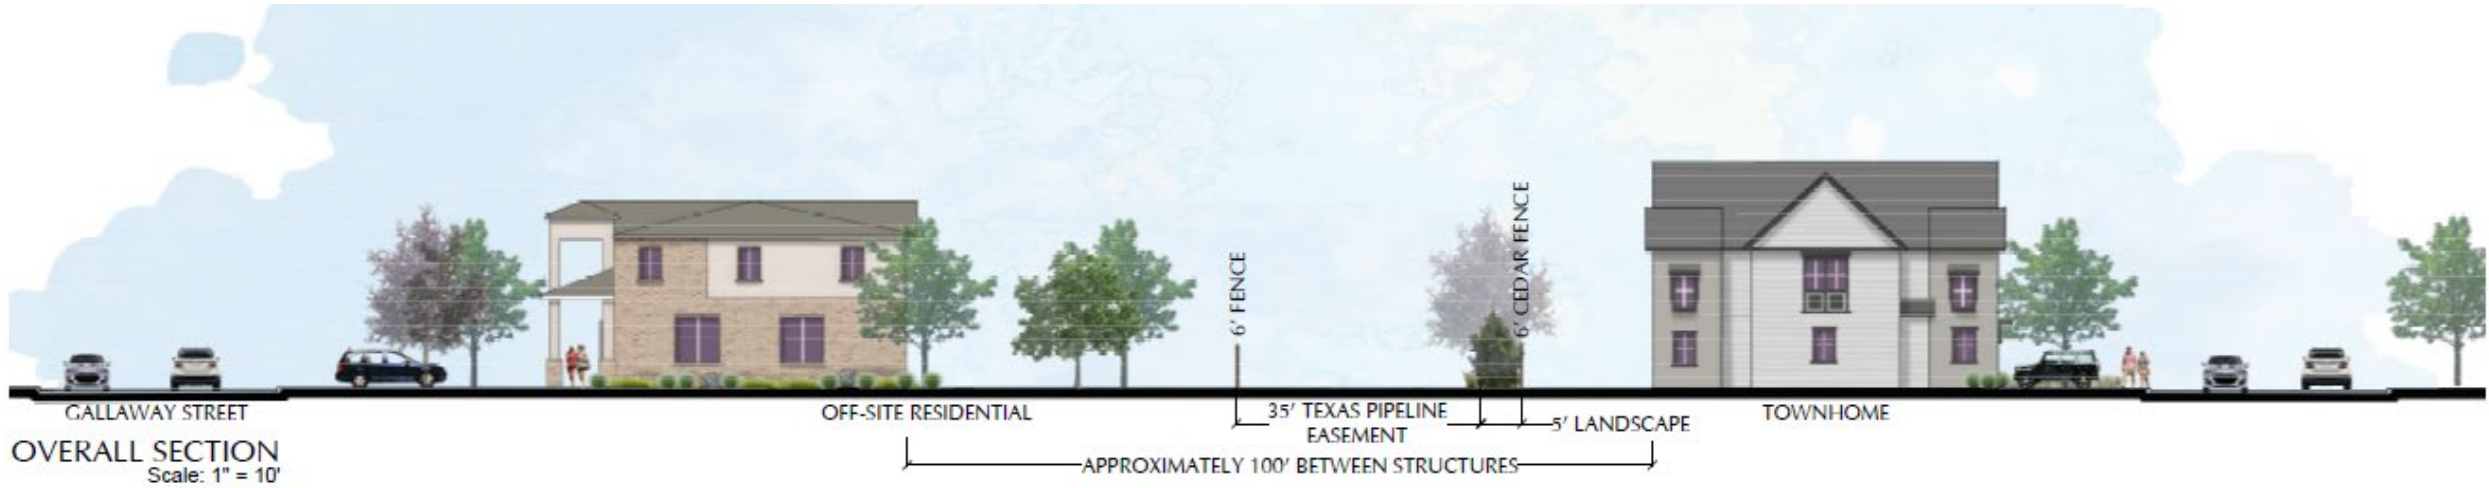 6' FENCE
6' CEDAR FENCE
GALLAWAY STREET
OFF-SITE RESIDENTIAL
35' TEXAS PIPELINE
EASEMENT
5' LANDSCAPE
TOWNHOME
APPROXIMATELY 100' BETWEEN STRUCTURES
OVERALL SECTION
Scale: 1" = 10'